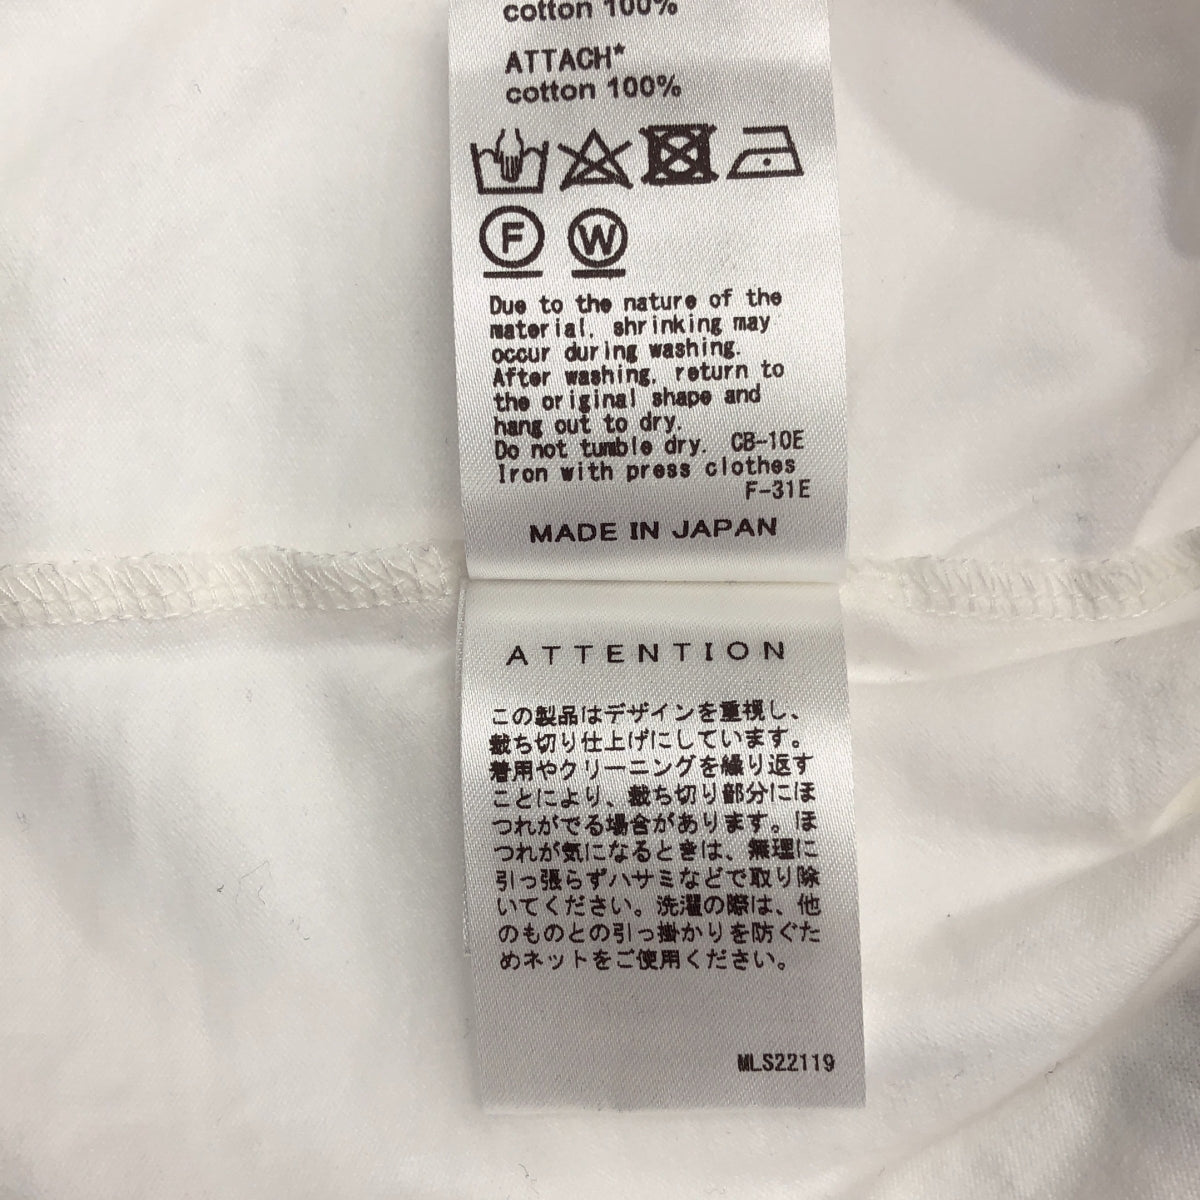 cotton 100%
ATTACH*
cotton 100%
F W
Due to the nature of the
material, shrinking may
occur during washing.
After washing, return to
the original shape and
hang out to dry.
Do not tumble dry. CB-10E
Iron with press clothes
F-31E
MADE IN JAPAN
ATTENTION
この製品はデザインを重視し、
裁ち切り仕上げにしています。
着用やクリーニングを繰り返す
ことにより、裁ち切り部分にほ
つれがでる場合があります。ほ
つれが気になるときは、無理に
引っ張らずハサミなどで取り除
いてください。洗濯の際は、他
のものとの引っ掛かりを防ぐた
めネットをご使用ください。
MLS22119